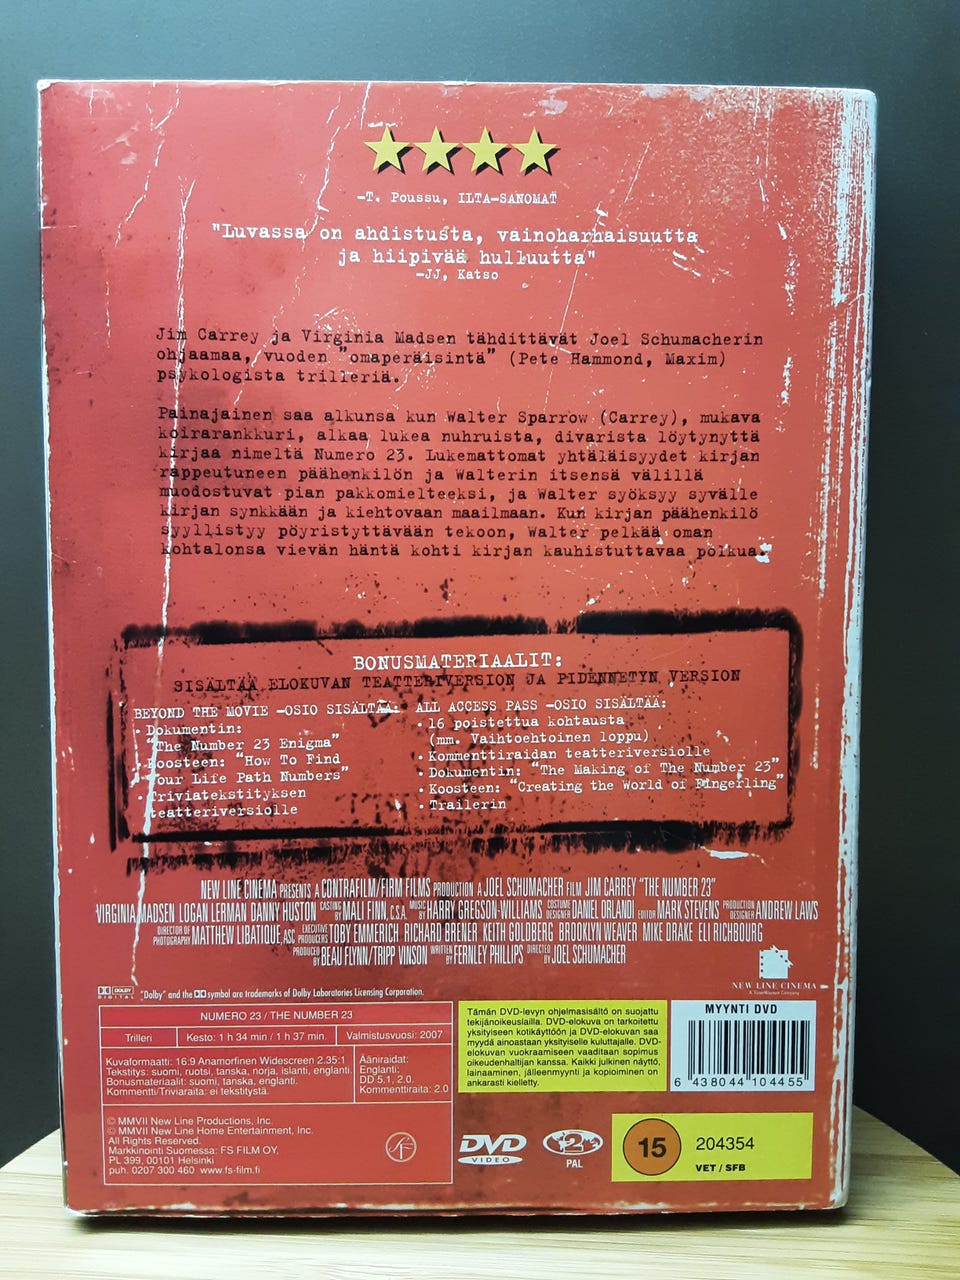 -T. Poussu, ILTA-SANOMAT
"Luvassa on ahdistusta, vainoharhaisuutta
ja hiipivää hulluutta"
-JJ, Katso
Jim Carrey ja Virginia Madsen tähdittävät Joel Schumacherin
ohjaamaa, vuoden "omaperäisintä" (Pete Hammond, Maxim)
psykologista trilleriä.
Painajainen saa alkunsa kun Walter Sparrow (Carrey), mukava
koirarankkuri, alkaa lukea nuhruista, divarista löytynyttä
kirjaa nimeltä Numero 23. Lukemattomat yhtäläisyydet kirjan
rappeutuneen päähenkilön ja Walterin itsensä välillä
muodostuvat pian pakkomielteeksi, ja Walter syöksyy syvälle
kirjan synkkään ja kiehtovaan maailmaan. Kun kirjan päähenkilö
syyllistyy pöyristyttävään tekoon, Walter pelkää oman
kohtalonsa vievän häntä kohti kirjan kauhistuttavaa polkua.
BONUSMATERIAALIT:
SISÄLTÄÄ ELOKUVAN TEATTERIVERSION JA PIDENNETYN VERSION
BEYOND THE MOVIE -OSIO SISÄLTÄÄ:
• Dokumentin:
"The Number 23 Enigma"
• Koosteen: "How To Find
Your Life Path Numbers"
• Triviatekstityksen
teatteriversiolle
ALL ACCESS PASS -OSIO SISÄLTÄÄ:
• 16 poistettua kohtausta
(mm. Vaihtoehtoinen loppu)
• Kommenttiraidan teatteriversiolle
• Dokumentin: "The Making of The Number 23"
• Koosteen: "Creating the World of Fingerling"
• Trailerin
NEW LINE CINEMA PRESENTS A CONTRAFILM/FIRM FILMS PRODUCTION A JOEL SCHUMACHER FILM JIM CARREY "THE NUMBER 23"
VIRGINIA MADSEN LOGAN LERMAN DANNY HUSTON CASTING BY MALI FINN, C.S.A. MUSIC BY HARRY GREGSON-WILLIAMS COSTUME DESIGNER DANIEL ORLANDI EDITOR MARK STEVENS PRODUCTION DESIGNER ANDREW LAWS
DIRECTOR OF PHOTOGRAPHY MATTHEW LIBATIQUE, ASC EXECUTIVE PRODUCERS TOBY EMMERICH RICHARD BRENER KEITH GOLDBERG BROOKLYN WEAVER MIKE DRAKE ELI RICHBOURG
PRODUCED BY BEAU FLYNN/TRIPP VINSON WRITTEN BY FERNLEY PHILLIPS DIRECTED BY JOEL SCHUMACHER
NEW LINE CINEMA
A TimeWarner Company
DOLBY DIGITAL "Dolby" and the DD symbol are trademarks of Dolby Laboratories Licensing Corporation.
NUMERO 23 / THE NUMBER 23
Trilleri Kesto: 1 h 34 min / 1 h 37 min. Valmistusvuosi: 2007
Kuvaformaatti: 16:9 Anamorfinen Widescreen 2.35:1
Tekstitys: suomi, ruotsi, tanska, norja, islanti, englanti.
Bonusmateriaalit: suomi, tanska, englanti.
Kommentti/Triviaraita: ei tekstitystä.
Ääniraidat:
Englanti:
DD 5.1, 2.0.
Kommenttiraita: 2.0
© MMVII New Line Productions, Inc.
© MMVII New Line Home Entertainment, Inc.
All Rights Reserved.
Markkinointi Suomessa: FS FILM OY.
PL 399, 00101 Helsinki
puh. 0207 300 460 www.fs-film.fi
SF
Tämän DVD-levyn ohjelmasisältö on suojattu
tekijänoikeuslailla. DVD-elokuva on tarkoitettu
yksityiseen kotikäyttöön ja DVD-elokuvan saa
myydä ainoastaan yksityiselle kuluttajalle. DVD-
elokuvan vuokraamiseen vaaditaan sopimus
oikeudenhaltijan kanssa. Kaikki julkinen näyttö,
lainaaminen, jälleenmyynti ja kopioiminen on
ankarasti kielletty.
MYYNTI DVD
6 438044 104455
DVD
VIDEO
2
PAL
15
204354
VET / SFB